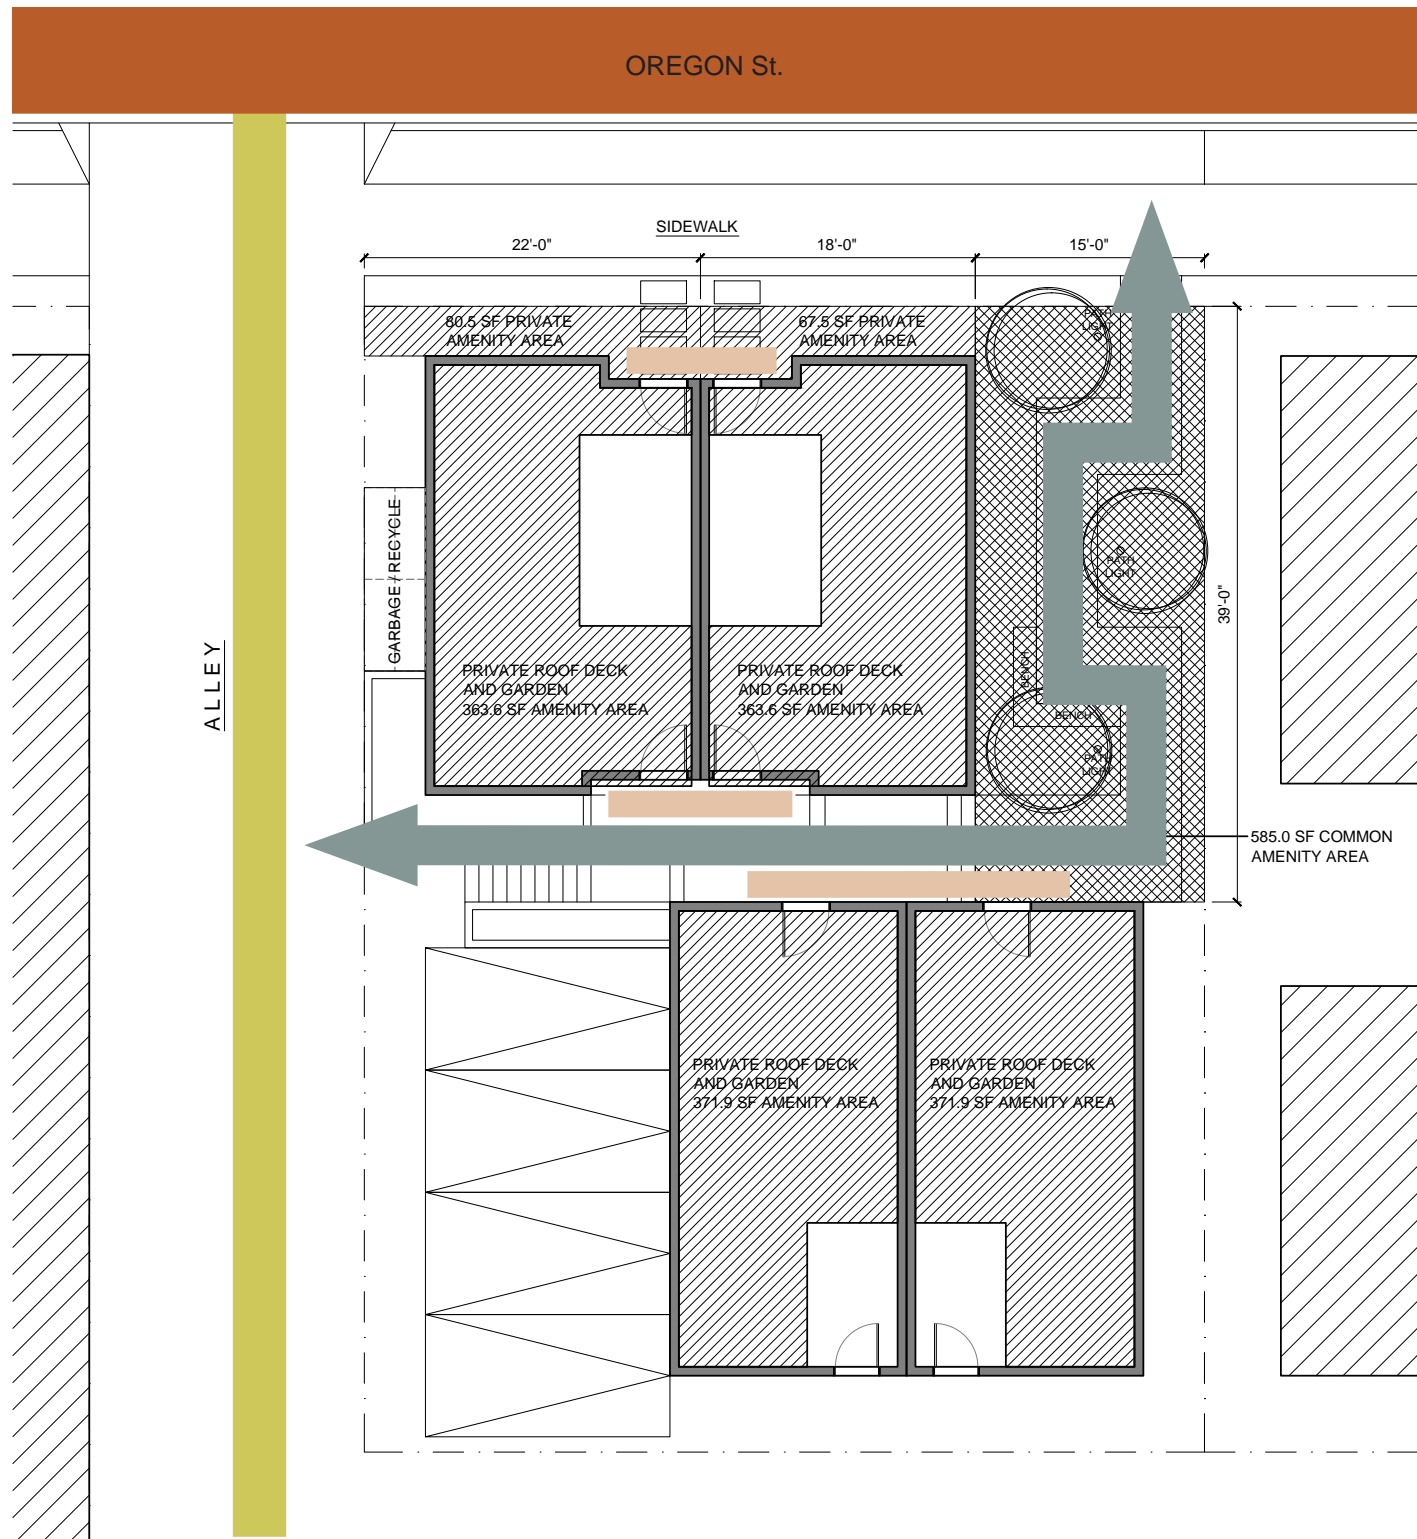 OREGON St.
SIDEWALK
22'-0"
18'-0"
15'-0"
80.5 SF PRIVATE
AMENITY AREA
67.5 SF PRIVATE
AMENITY AREA
PATH
LIGHT
GARBAGE / RECYCLE
PATH
LIGHT
39'-0"
ALLEY
PRIVATE ROOF DECK
AND GARDEN
363.6 SF AMENITY AREA
PRIVATE ROOF DECK
AND GARDEN
363.6 SF AMENITY AREA
BENCH
BENCH
PATH
LIGHT
585.0 SF COMMON
AMENITY AREA
PRIVATE ROOF DECK
AND GARDEN
371.9 SF AMENITY AREA
PRIVATE ROOF DECK
AND GARDEN
371.9 SF AMENITY AREA